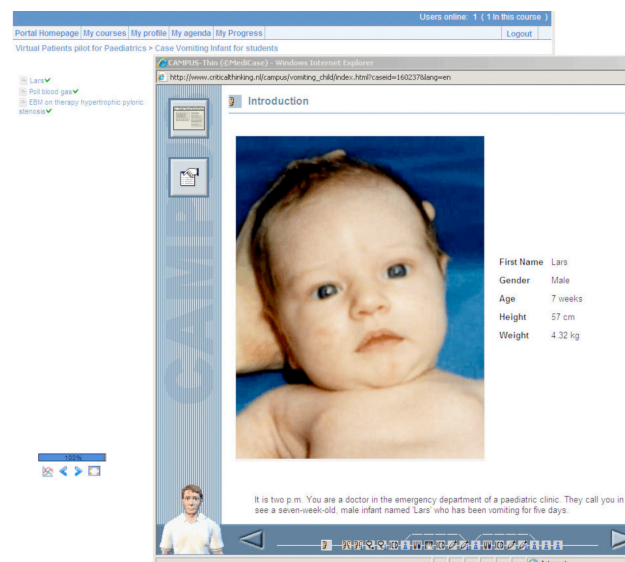 Users online: 1 ( 1 In this course )
Portal Homepage My courses My profile My agenda My Progress Logout
Virtual Patients pilot for Paediatrics > Case Vomiting Infant for students
CAMPUS-Thin (©MediCase) - Windows Internet Explorer
http://www.criticalthinking.nl/campus/vomiting_child/index.html?caseid=160237&lang=en
Lars
Poll blood gas
EBM on therapy hypertrophic pyloric
stenosis
Introduction
CAMPU
First Name Lars
Gender Male
Age 7 weeks
Height 57 cm
Weight 4.32 kg
100%
It is two p.m. You are a doctor in the emergency department of a paediatric clinic. They call you in
see a seven-week-old, male infant named 'Lars' who has been vomiting for five days.